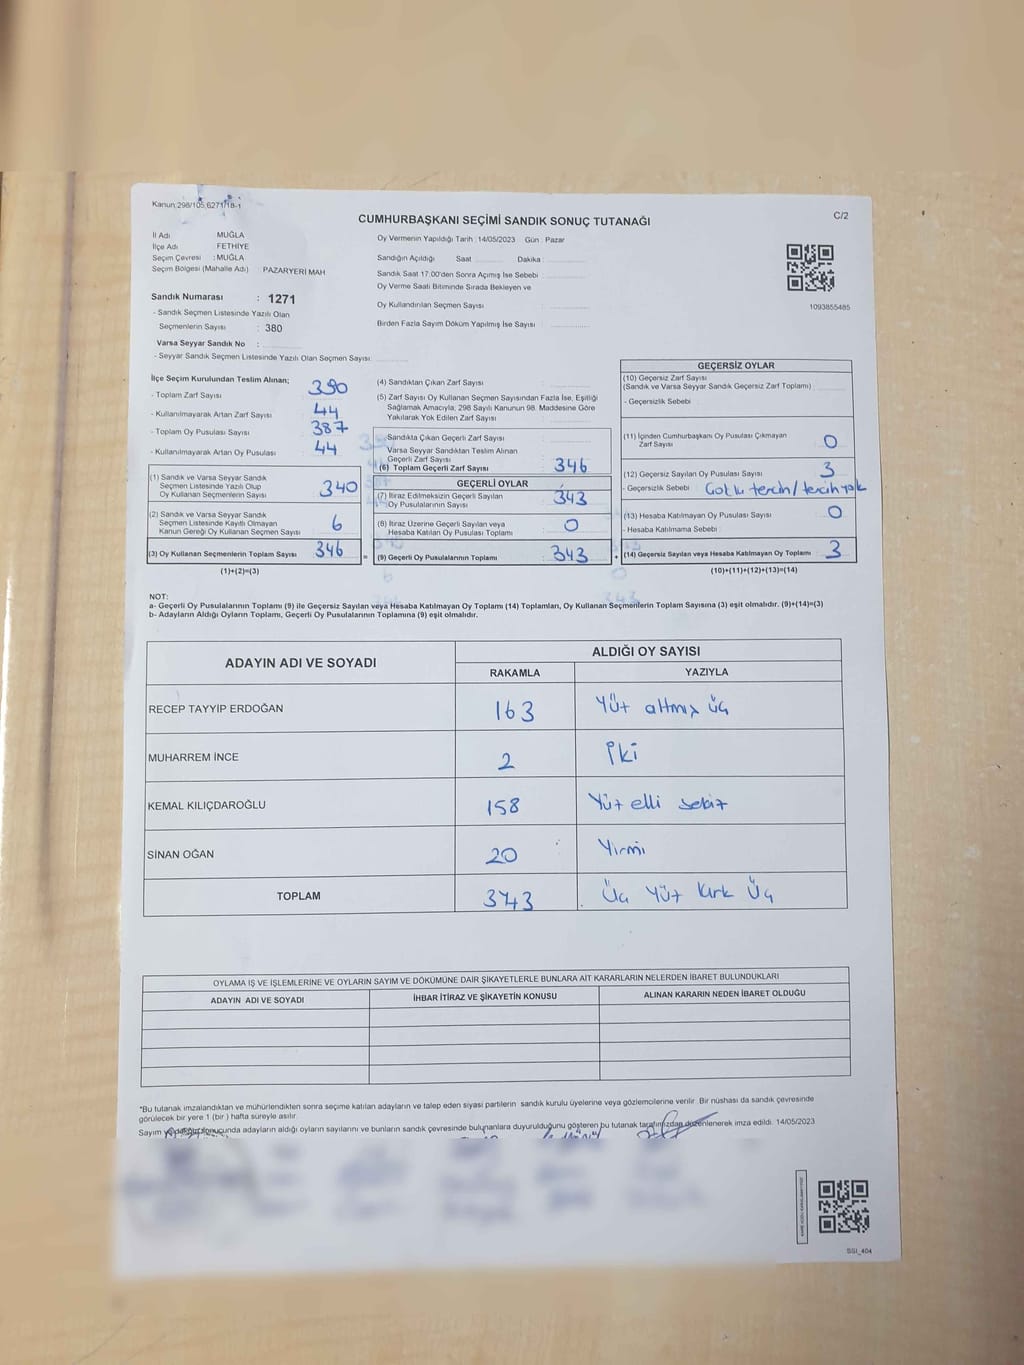 Kanun:298/105,6271/18-1
C/2
CUMHURBAŞKANI SEÇİMİ SANDIK SONUÇ TUTANAĞI
İl Adı MUĞLA
İlçe Adı FETHİYE
Seçim Çevresi : MUĞLA
Seçim Bölgesi (Mahalle Adı) PAZARYERİ MAH
Oy Vermenin Yapıldığı Tarih :14/05/2023 Gün : Pazar
Sandığın Açıldığı Saat Dakika :
Sandık Saat 17:00'den Sonra Açımış İse Sebebi :
Oy Verme Saati Bitiminde Sırada Bekleyen ve
Oy Kullandırılan Seçmen Sayısı
Birden Fazla Sayım Döküm Yapılmış İse Sayısı :
1093855485
Sandık Numarası : 1271
- Sandık Seçmen Listesinde Yazılı Olan
Seçmenlerin Sayısı : 380
Varsa Seyyar Sandık No :
- Seyyar Sandık Seçmen Listesinde Yazılı Olan Seçmen Sayısı:
İlçe Seçim Kurulundan Teslim Alınan;
- Toplam Zarf Sayısı 390
- Kullanılmayarak Artan Zarf Sayısı 44
- Toplam Oy Pusulası Sayısı 387
- Kullanılmayarak Artan Oy Pusulası 44
(1) Sandık ve Varsa Seyyar Sandık
Seçmen Listesinde Yazılı Olup
Oy Kullanan Seçmenlerin Sayısı 340
(2) Sandık ve Varsa Seyyar Sandık
Seçmen Listesinde Kayıtlı Olmayan
Kanun Gereği Oy Kullanan Seçmen Sayısı 6
(3) Oy Kullanan Seçmenlerin Toplam Sayısı 346
(1)+(2)=(3)
(4) Sandıktan Çıkan Zarf Sayısı
(5) Zarf Sayısı Oy Kullanan Seçmen Sayısından Fazla İse, Eşitliği
Sağlamak Amacıyla; 298 Sayılı Kanunun 98. Maddesine Göre
Yakılarak Yok Edilen Zarf Sayısı :
Sandıkta Çıkan Geçerli Zarf Sayısı :
Varsa Seyyar Sandıktan Teslim Alınan
Geçerli Zarf Sayısı
(6) Toplam Geçerli Zarf Sayısı 346
GEÇERLİ OYLAR
(7) İtiraz Edilmeksizin Geçerli Sayılan
Oy Pusulalarının Sayısı 343
(8) İtiraz Üzerine Geçerli Sayılan veya
Hesaba Katılan Oy Pusulası Toplamı 0
= (9) Geçerli Oy Pusulalarının Toplamı 343
GEÇERSİZ OYLAR
(10) Geçersiz Zarf Sayısı
(Sandık ve Varsa Seyyar Sandık Geçersiz Zarf Toplamı)
- Geçersizlik Sebebi
(11) İçinden Cumhurbaşkanı Oy Pusulası Çıkmayan
Zarf Sayısı 0
(12) Geçersiz Sayılan Oy Pusulası Sayısı 3
- Geçersizlik Sebebi Çoklu tercih / tercih yok
(13) Hesaba Katılmayan Oy Pusulası Sayısı 0
- Hesaba Katılmama Sebebi
+ (14) Geçersiz Sayılan veya Hesaba Katılmayan Oy Toplamı 3
(10)+(11)+(12)+(13)=(14)
NOT:
a- Geçerli Oy Pusulalarının Toplamı (9) ile Geçersiz Sayılan veya Hesaba Katılmayan Oy Toplamı (14) Toplamları, Oy Kullanan Seçmenlerin Toplam Sayısına (3) eşit olmalıdır. (9)+(14)=(3)
b- Adayların Aldığı Oyların Toplamı, Geçerli Oy Pusulalarının Toplamına (9) eşit olmalıdır.
ADAYIN ADI VE SOYADI ALDIĞI OY SAYISI
RAKAMLA YAZIYLA
RECEP TAYYİP ERDOĞAN 163 Yüz altmış üç
MUHARREM İNCE 2 İki
KEMAL KILIÇDAROĞLU 158 Yüz elli sekiz
SİNAN OĞAN 20 Yirmi
TOPLAM 343 Üç Yüz Kırk Üç
OYLAMA İŞ VE İŞLEMLERİNE VE OYLARIN SAYIM VE DÖKÜMÜNE DAİR ŞİKAYETLERLE BUNLARA AİT KARARLARIN NELERDEN İBARET BULUNDUKLARI
ADAYIN ADI VE SOYADI İHBAR İTİRAZ VE ŞİKAYETİN KONUSU ALINAN KARARIN NEDEN İBARET OLDUĞU
*Bu tutanak imzalandıktan ve mühürlendikten sonra seçime katılan adayların ve talep eden siyasi partilerin sandık kurulu üyelerine veya gözlemcilerine verilir. Bir nüshası da sandık çevresinde
görülecek bir yere 1 (bir ) hafta süreyle asılır.
Sayım sonucunda adayların aldığı oyların sayılarını ve bunların sandık çevresinde bulunanlara duyurulduğunu gösteren bu tutanak tarafımızdan düzenlenerek imza edildi. 14/05/2023
SSI_404